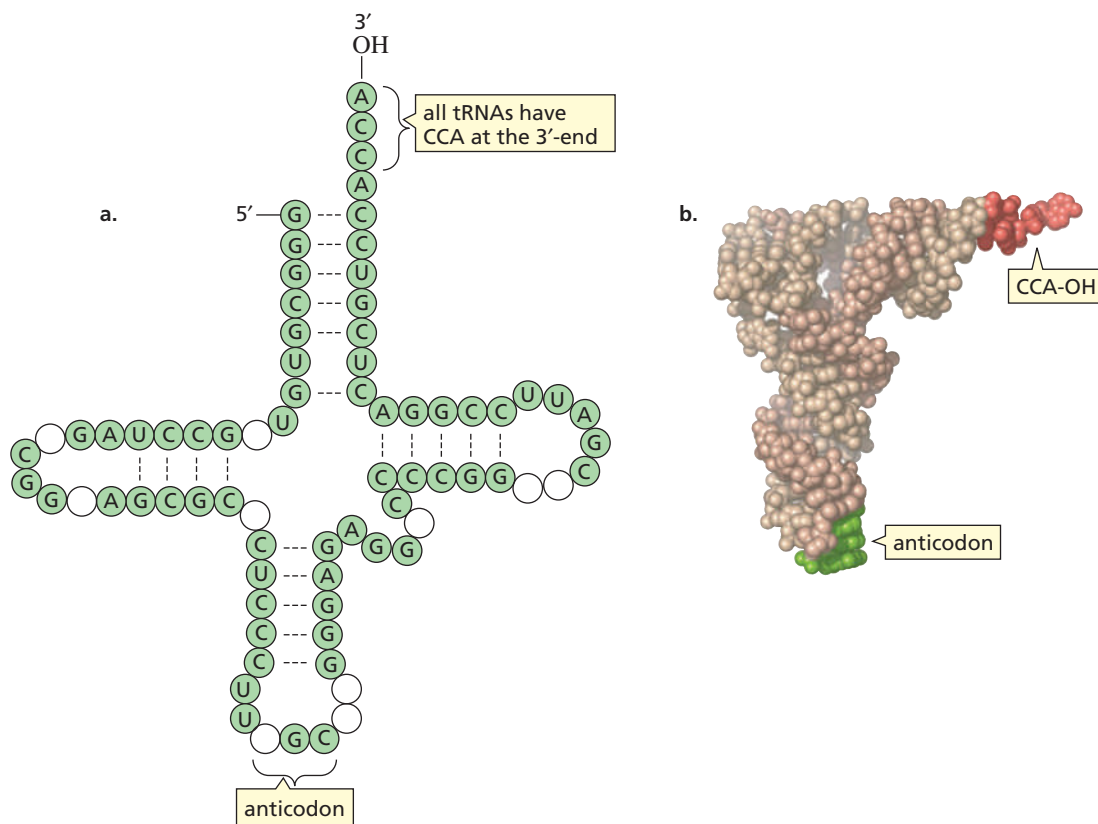 3′
OH
A
C
C
all tRNAs have
CCA at the 3′-end
A
a.
5′
G C
G C
G U
C G
G C
U U
G C
U
G A U C C G
C
G
G
A G C G C
A G G C C
U U A G C
C C C G G
C
G
G
A
C G
U A
C G
C G
C G
U
U
G C
anticodon
b.
CCA-OH
anticodon